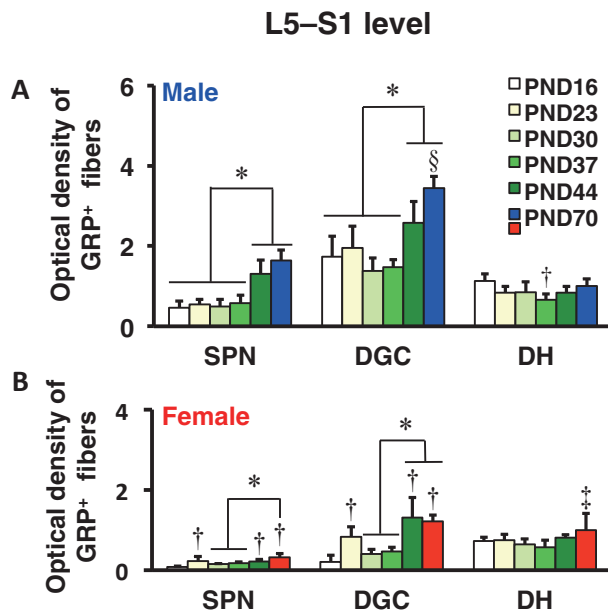 L5–S1 level
A
Male
Optical density of
GRP+ fibers
6
4
2
0
*
*
§
†
PND16
PND23
PND30
PND37
PND44
PND70
SPN
DGC
DH
B
Female
Optical density of
GRP+ fibers
4
2
0
†
*
†
†
†
*
†
†
‡
SPN
DGC
DH